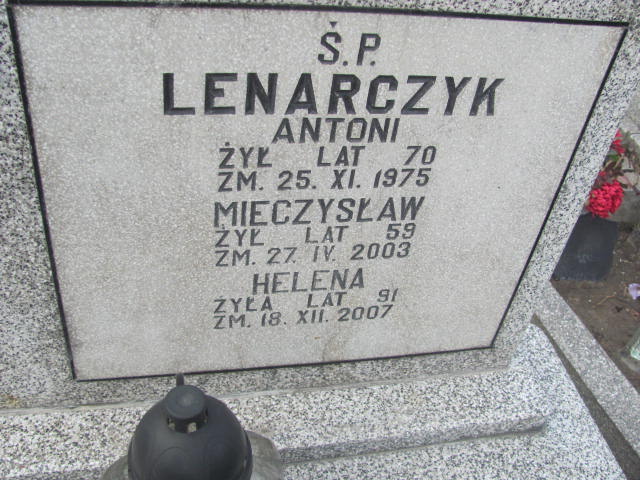 Ś.P.
LENARCZYK
ANTONI
ŻYŁ LAT 70
ZM. 25. XI. 1975
MIECZYSŁAW
ŻYŁ LAT 59
ZM. 27. IV. 2003
HELENA
ŻYŁA LAT 91
ZM. 18. XII. 2007